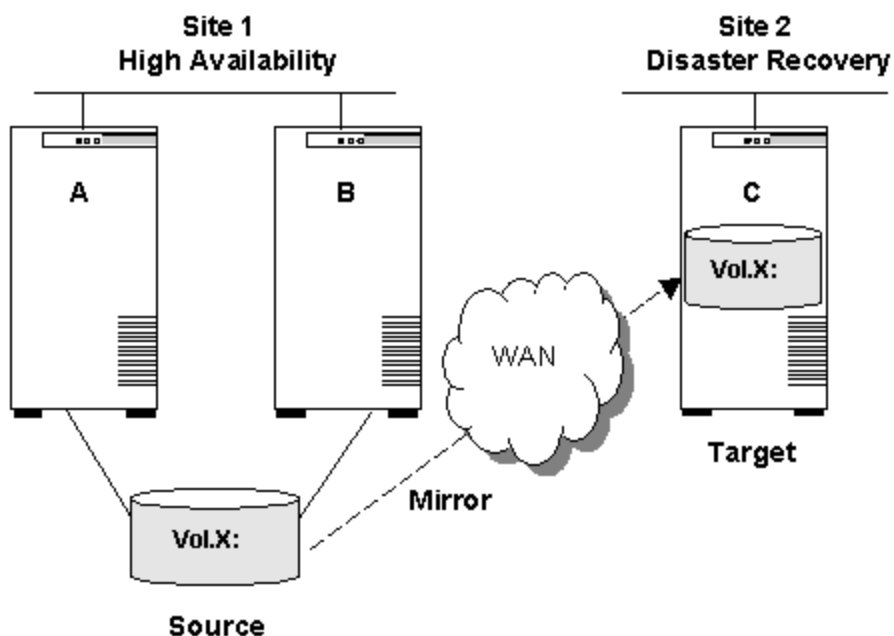 Site 1
High Availability
Site 2
Disaster Recovery
A
B
C
Vol.X:
WAN
Target
Mirror
Vol.X:
Source